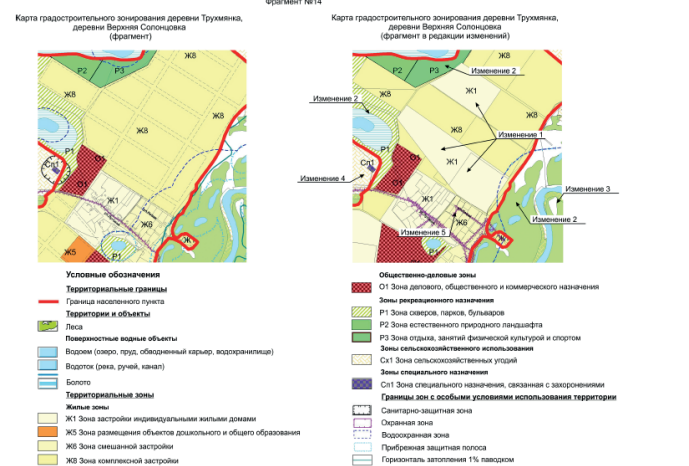 Фрагмент №14
Карта градостроительного зонирования деревни Трухмянка,
деревни Верхняя Солонцовка
(фрагмент)
Р2
Р3
Ж8
Ж8
Ж8
Р1
О1
Сп1
О1
Ж1
Ж6
Ж5
Р1
Ж
Условные обозначения
Территориальные границы
Граница населенного пункта
Территории и объекты
Леса
Поверхностные водные объекты
Водоем (озеро, пруд, обводненный карьер, водохранилище)
Водоток (река, ручей, канал)
Болото
Территориальные зоны
Жилые зоны
Ж1 Зона застройки индивидуальными жилыми домами
Ж5 Зона размещения объектов дошкольного и общего образования
Ж6 Зона смешанной застройки
Ж8 Зона комплексной застройки
Карта градостроительного зонирования деревни Трухмянка,
деревни Верхняя Солонцовка
(фрагмент в редакции изменений)
Ж8
Р2
Р3
Изменение 2
Ж1
Изменение 2
Ж8
Ж8
Изменение 1
Р1
Сп1
Ж1
О1
Изменение 4
Изменение 3
Ж1
Ж6
Изменение 2
Изменение 5
Р1
Ж
Общественно-деловые зоны
О1 Зона делового, общественного и коммерческого назначения
Зоны рекреационного назначения
Р1 Зона скверов, парков, бульваров
Р2 Зона естественного природного ландшафта
Р3 Зона отдыха, занятий физической культурой и спортом
Зоны сельскохозяйственного использования
Сх1 Зона сельскохозяйственных угодий
Зоны специального назначения
Сп1 Зона специального назначения, связанная с захоронениями
Границы зон с особыми условиями использования территории
Санитарно-защитная зона
Охранная зона
Водоохранная зона
Прибрежная защитная полоса
Горизонталь затопления 1% паводком